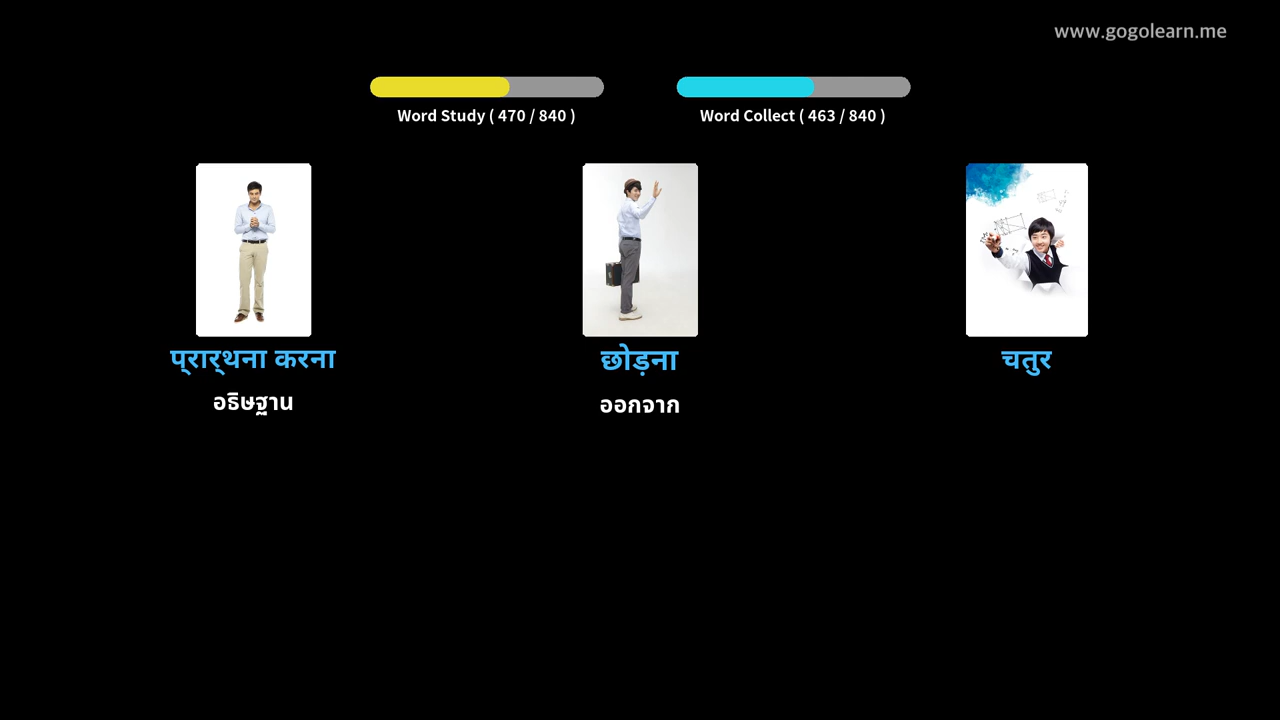 www.gogolearn.me
Word Study ( 470 / 840 )
Word Collect ( 463 / 840 )
प्रार्थना करना
छोड़ना
चतुर
อธิษฐาน
ออกจาก